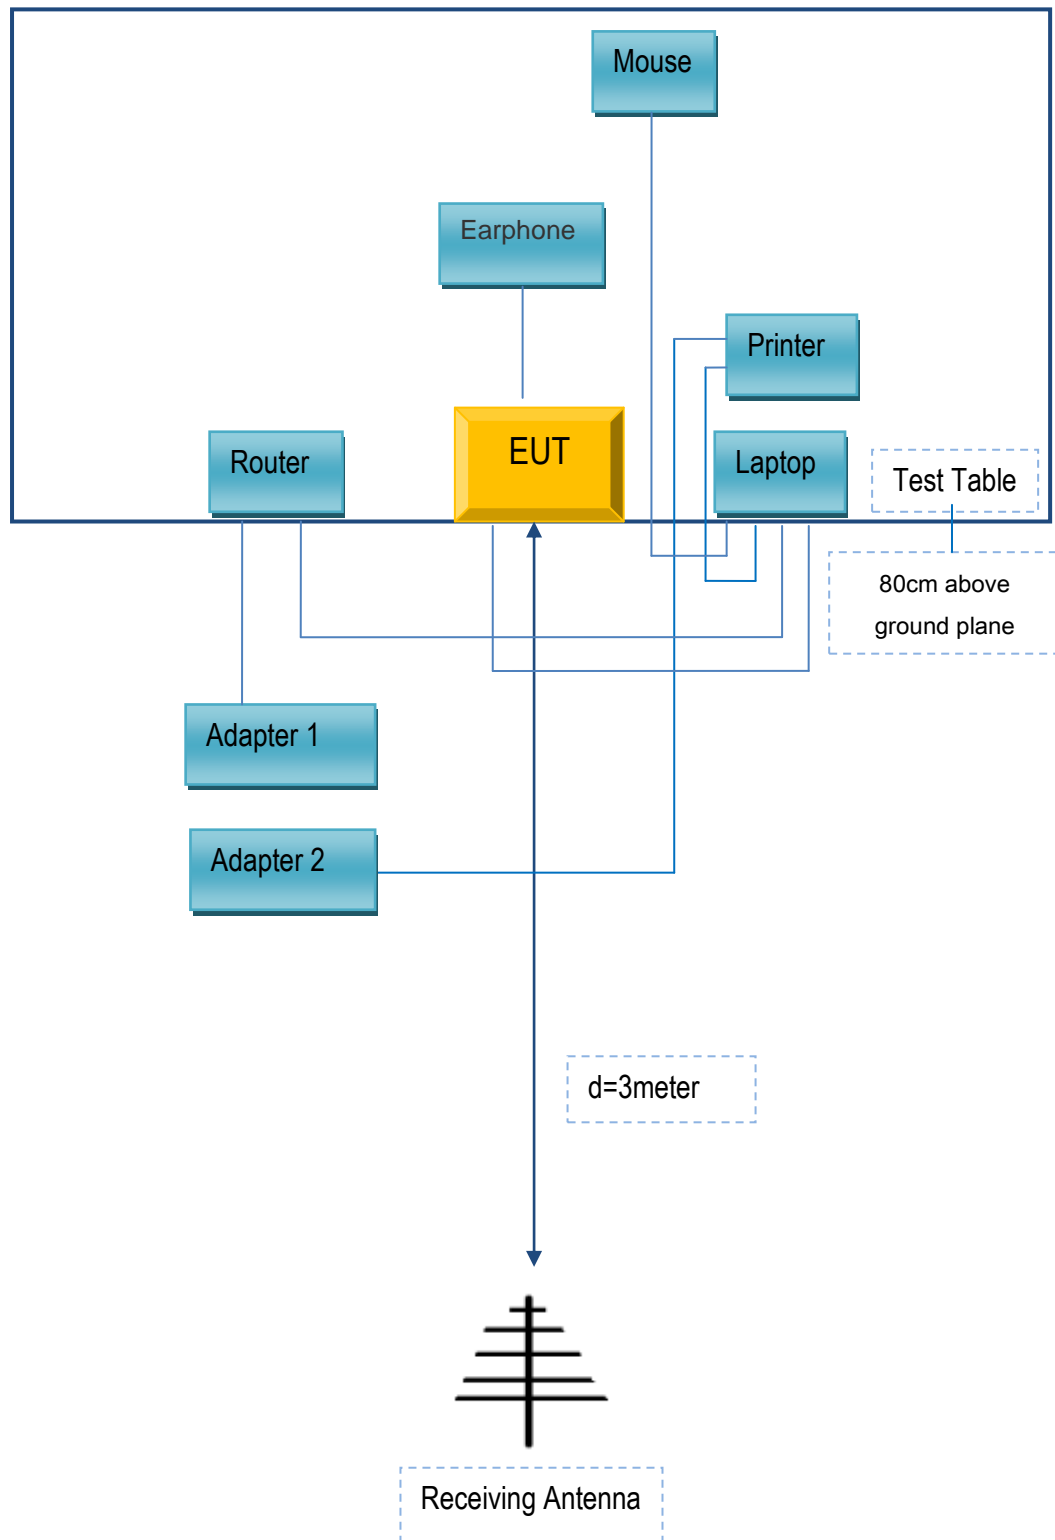 Mouse
Earphone
Printer
EUT
Router
Laptop
Test Table
80cm above
ground plane
Adapter 1
Adapter 2
d=3meter
Receiving Antenna